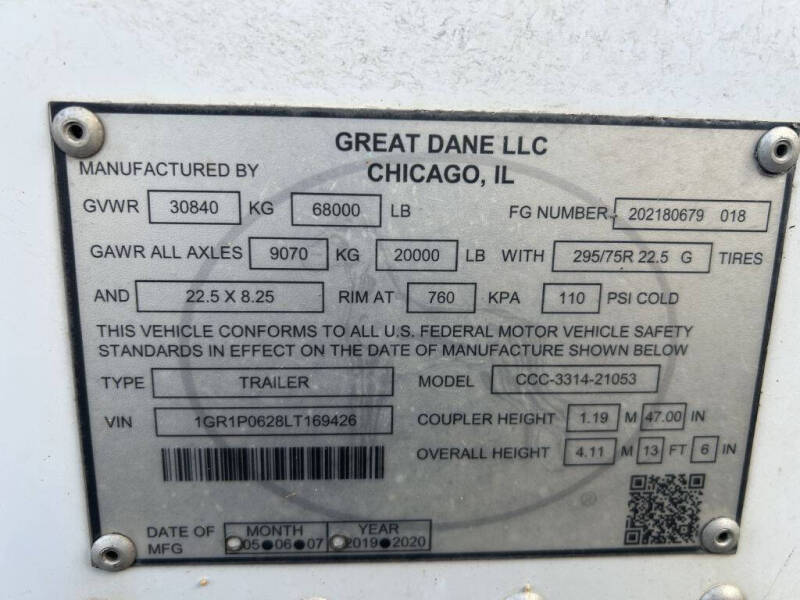 GREAT DANE LLC
MANUFACTURED BY CHICAGO, IL
GVWR 30840 KG 68000 LB FG NUMBER 202180679 018
GAWR ALL AXLES 9070 KG 20000 LB WITH 295/75R 22.5 G TIRES
AND 22.5 X 8.25 RIM AT 760 KPA 110 PSI COLD
THIS VEHICLE CONFORMS TO ALL U.S. FEDERAL MOTOR VEHICLE SAFETY
STANDARDS IN EFFECT ON THE DATE OF MANUFACTURE SHOWN BELOW
TYPE TRAILER MODEL CCC-3314-21053
VIN 1GR1P0628LT169426 COUPLER HEIGHT 1.19 M 47.00 IN
OVERALL HEIGHT 4.11 M 13 FT 6 IN
®
DATE OF MFG MONTH YEAR
05 06 07 2019 2020